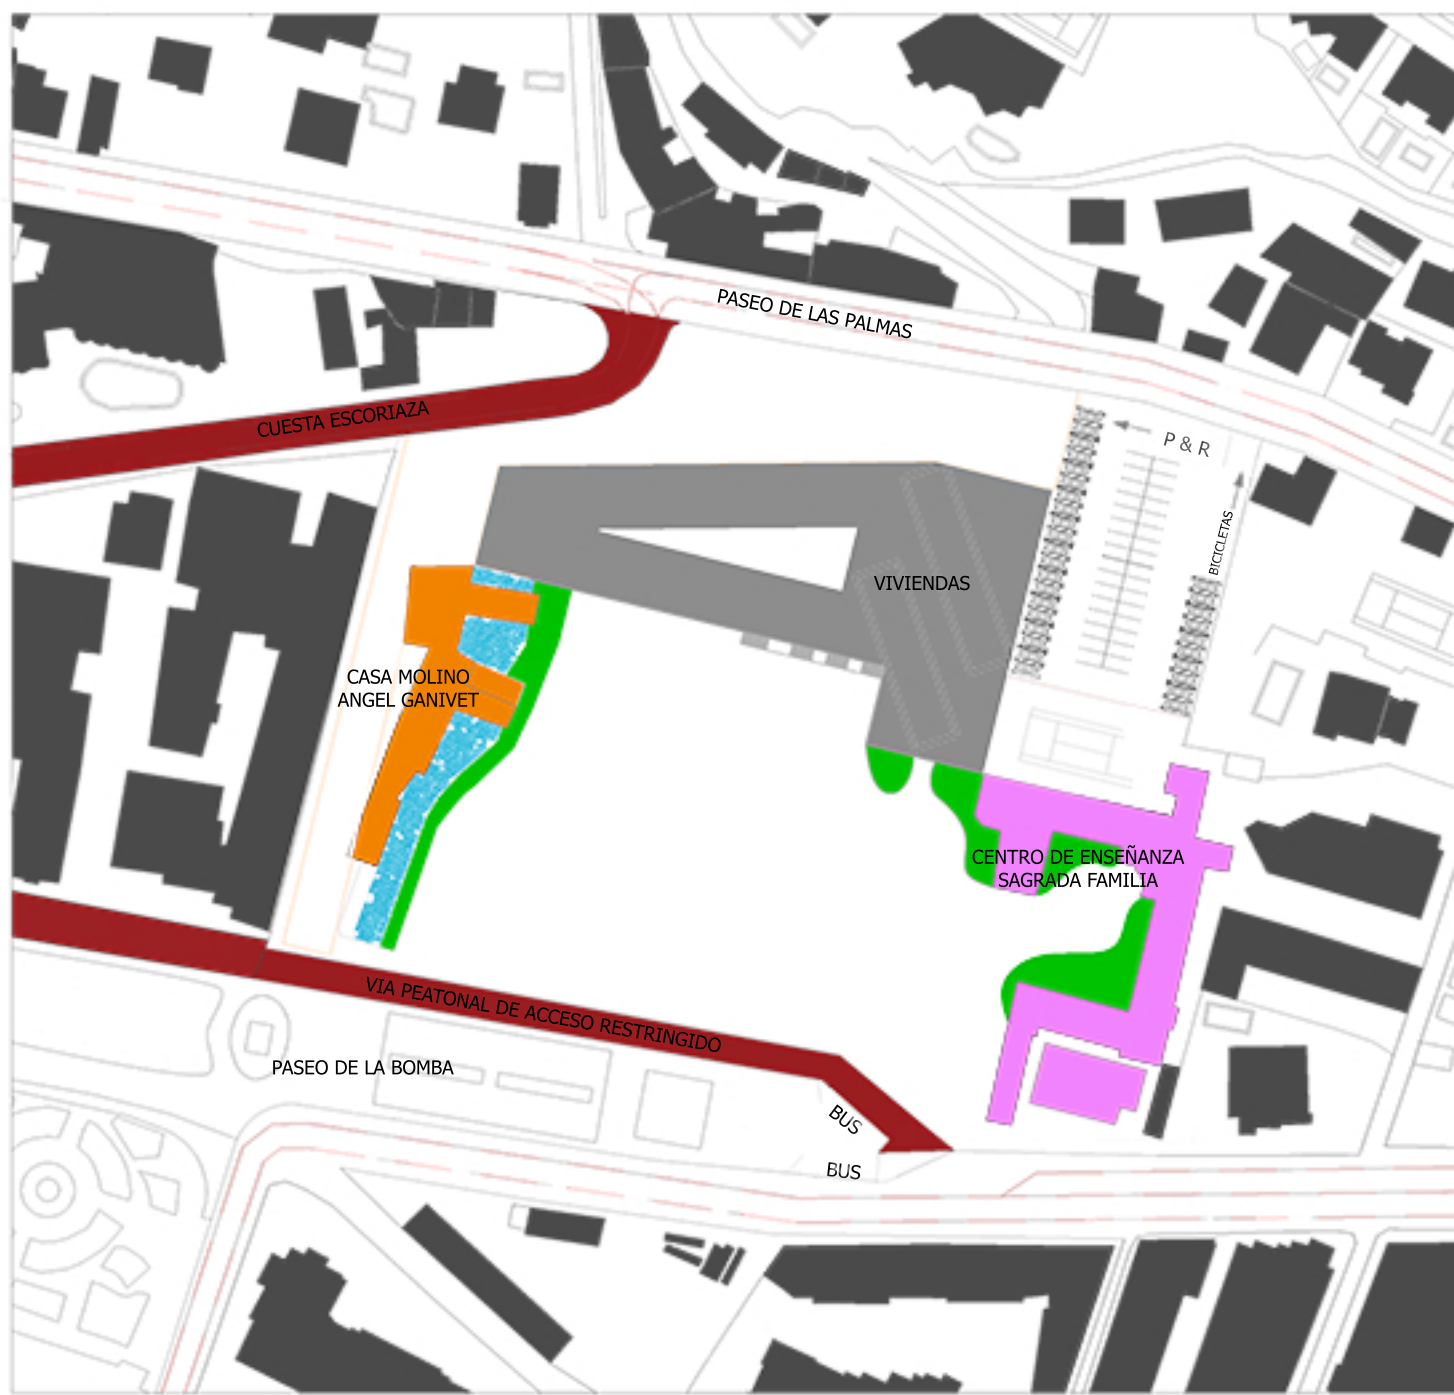 PASEO DE LAS PALMAS
CUESTA ESCORIAZA
P & R
BICICLETAS
VIVIENDAS
CASA MOLINO
ANGEL GANIVET
CENTRO DE ENSEÑANZA
SAGRADA FAMILIA
VIA PEATONAL DE ACCESO RESTRINGIDO
PASEO DE LA BOMBA
BUS
BUS